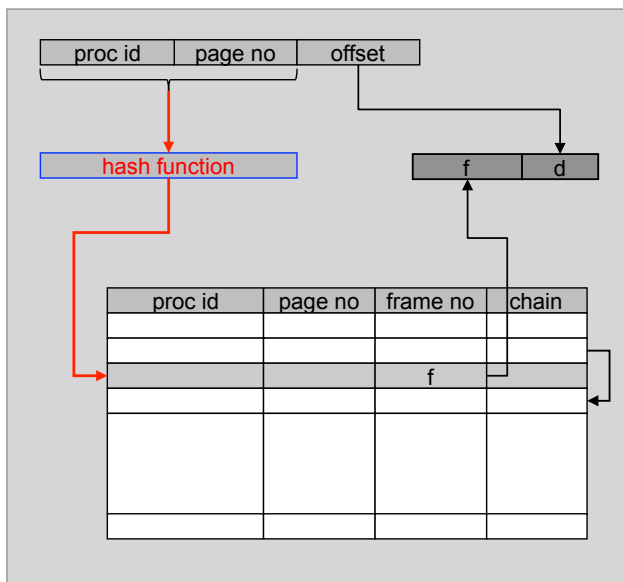 proc id page no offset
hash function
f d
proc id page no frame no chain
f